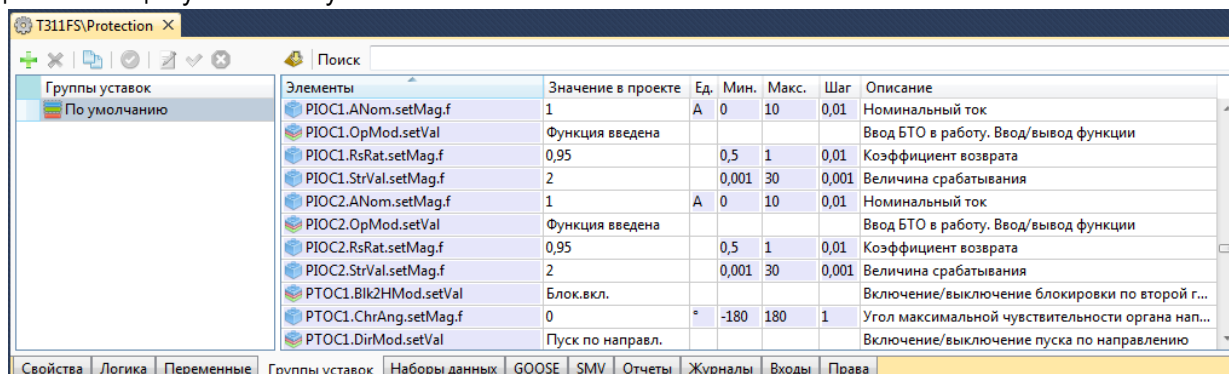 T311FS\Protection
Поиск
Группы уставок
По умолчанию
Элементы Значение в проекте Ед. Мин. Макс. Шаг Описание
PIOC1.ANom.setMag.f 1 А 0 10 0,01 Номинальный ток
PIOC1.OpMod.setVal Функция введена Ввод БТО в работу. Ввод/вывод функции
PIOC1.RsRat.setMag.f 0,95 0,5 1 0,01 Коэффициент возврата
PIOC1.StrVal.setMag.f 2 0,001 30 0,001 Величина срабатывания
PIOC2.ANom.setMag.f 1 А 0 10 0,01 Номинальный ток
PIOC2.OpMod.setVal Функция введена Ввод БТО в работу. Ввод/вывод функции
PIOC2.RsRat.setMag.f 0,95 0,5 1 0,01 Коэффициент возврата
PIOC2.StrVal.setMag.f 2 0,001 30 0,001 Величина срабатывания
PTOC1.Blk2HMod.setVal Блок.вкл. Включение/выключение блокировки по второй г...
PTOC1.ChrAng.setMag.f 0 ° -180 180 1 Угол максимальной чувствительности органа нап...
PTOC1.DirMod.setVal Пуск по направл. Включение/выключение пуска по направлению
Свойства Логика Переменные Группы уставок Наборы данных GOOSE SMV Отчеты Журналы Входы Права